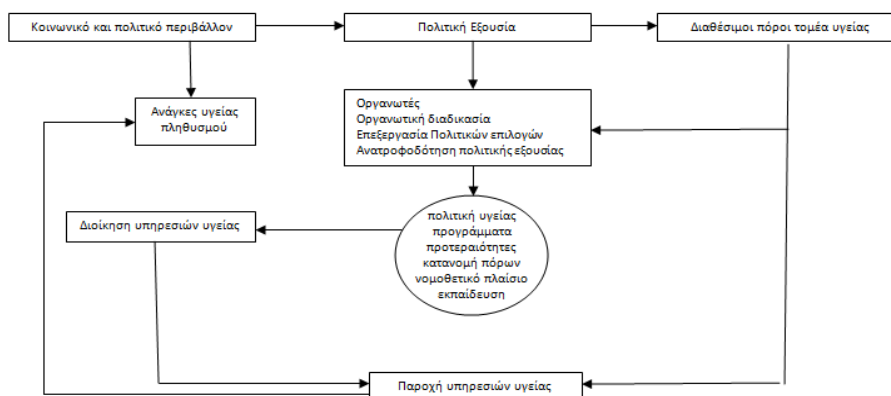 Κοινωνικό και πολιτικό περιβάλλον
Πολιτική Εξουσία
Διαθέσιμοι πόροι τομέα υγείας
Ανάγκες υγείας
πληθυσμού
Οργανωτές
Οργανωτική διαδικασία
Επεξεργασία Πολιτικών επιλογών
Ανατροφοδότηση πολιτικής εξουσίας
Διοίκηση υπηρεσιών υγείας
πολιτική υγείας
προγράμματα
προτεραιότητες
κατανομή πόρων
νομοθετικό πλαίσιο
εκπαίδευση
Παροχή υπηρεσιών υγείας